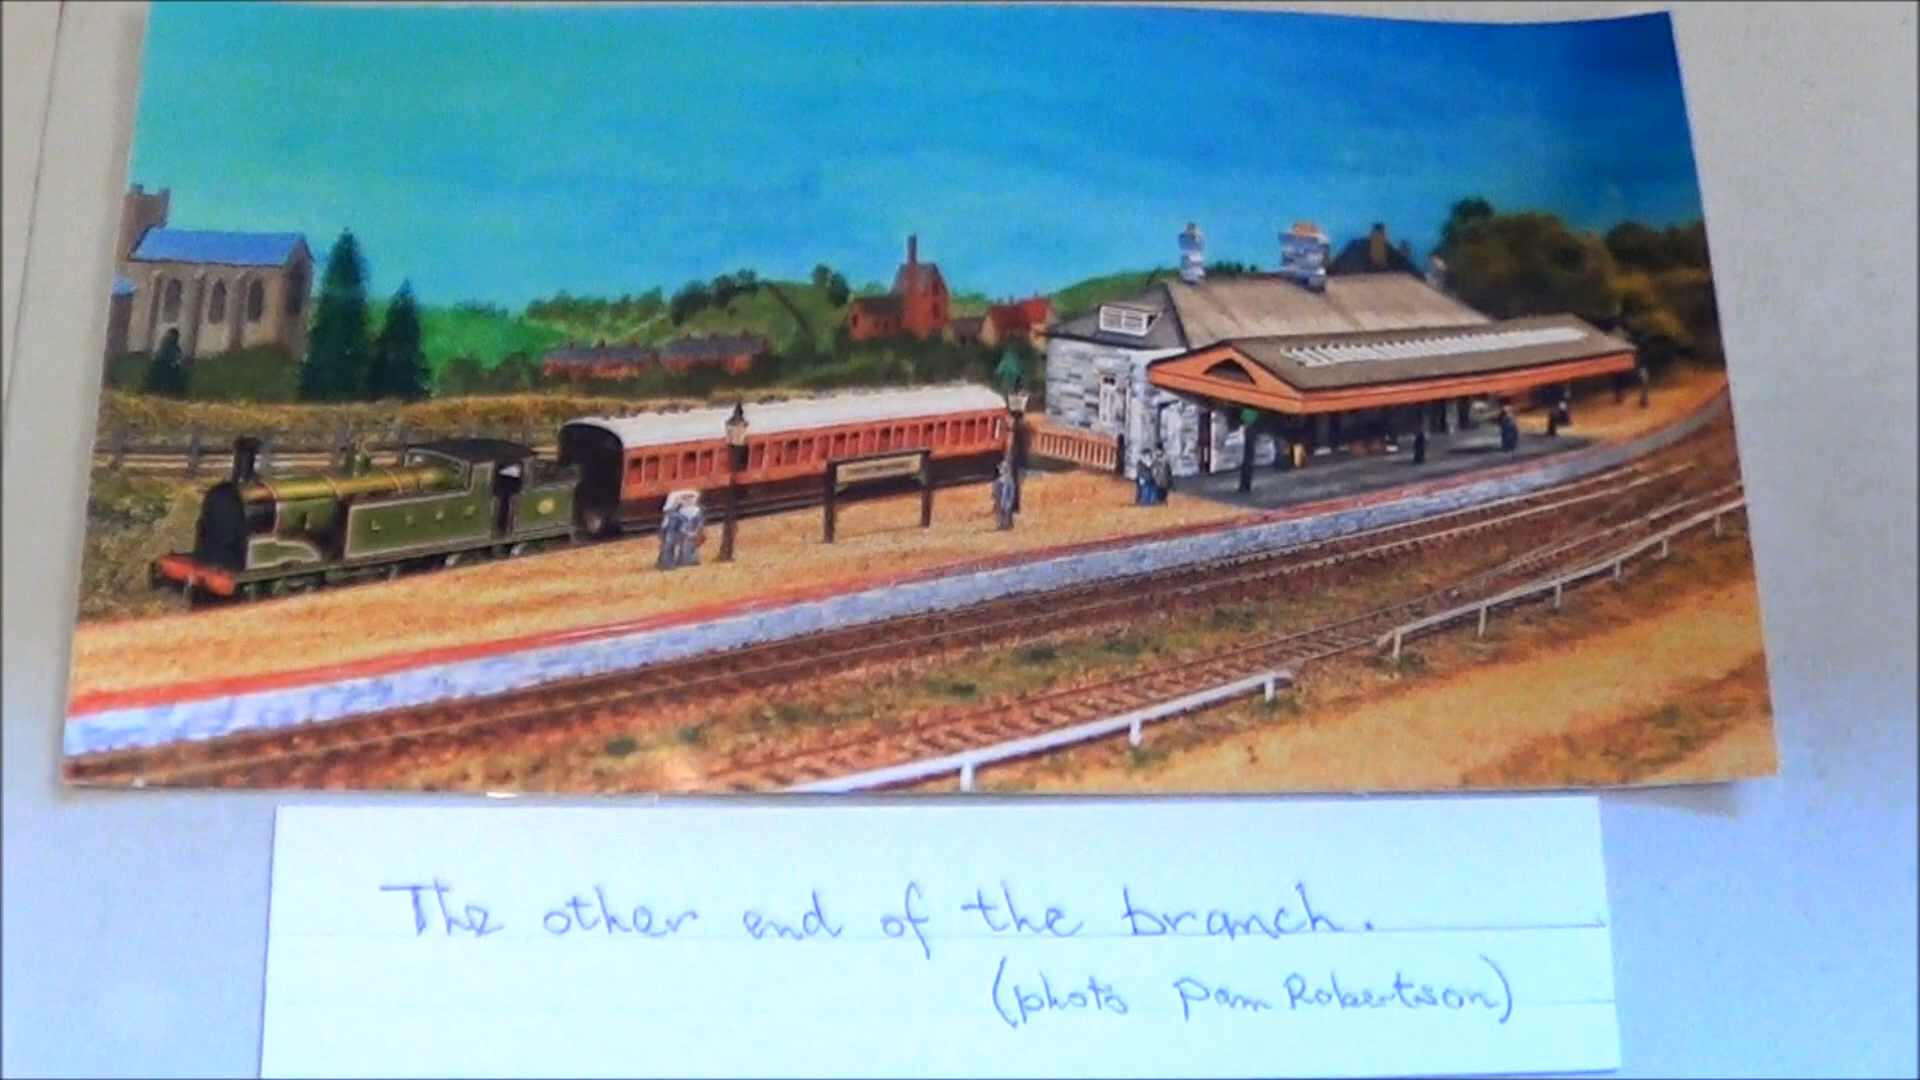 The other end of the branch.
(photo Pam Robertson)